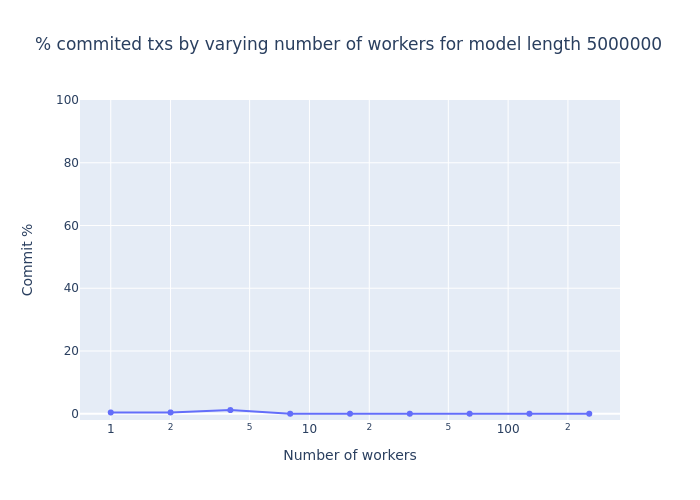 % commited txs by varying number of workers for model length 5000000
100
80
60
40
20
0
Commit %
1 2 5 10 2 5 100 2
Number of workers